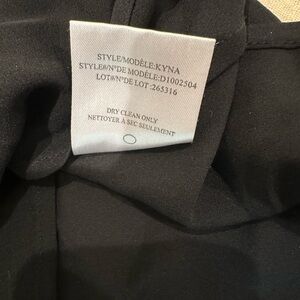 STYLE/MODÈLE:KYNA
STYLE#/N°DE MODÈLE:D1002504
LOT#/N°DE LOT :265316
DRY CLEAN ONLY
NETTOYER À SEC SEULEMENT